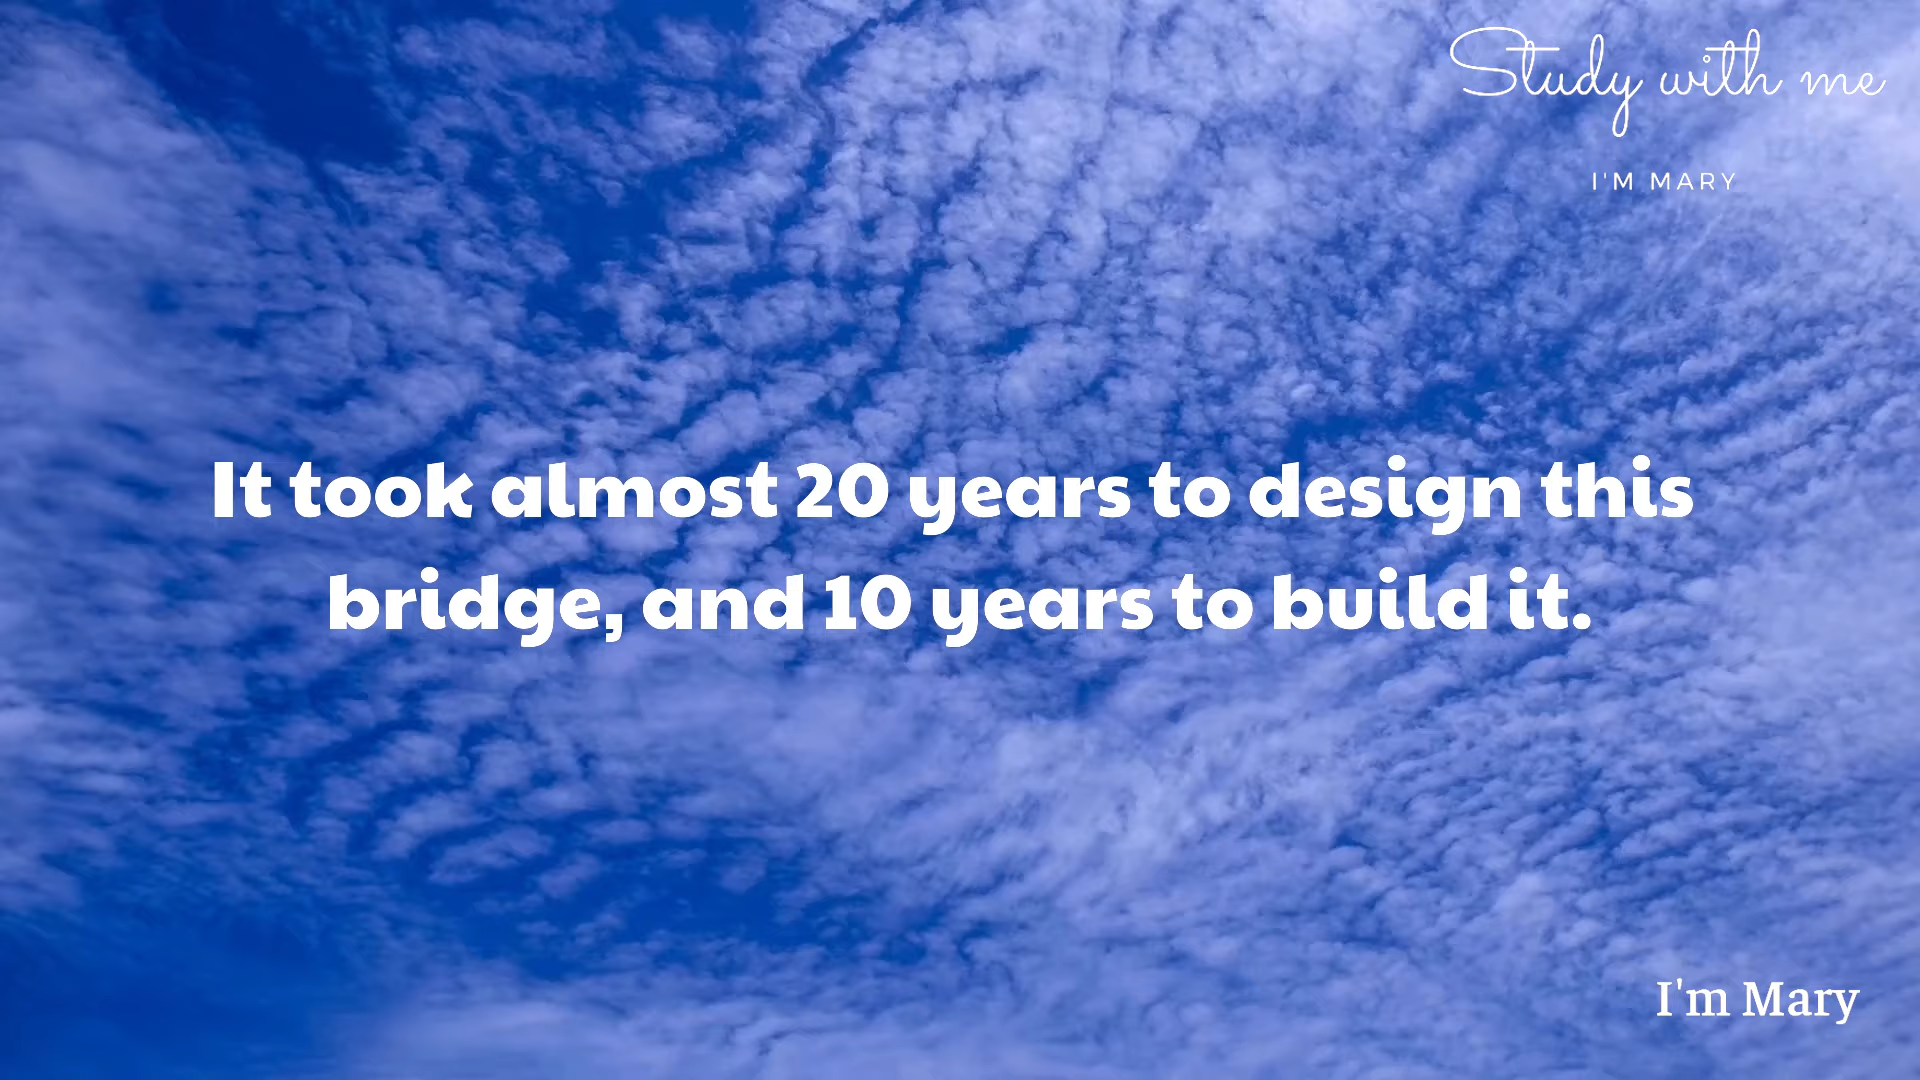 Study with me
I'M MARY
It took almost 20 years to design this
bridge, and 10 years to build it.
I'm Mary